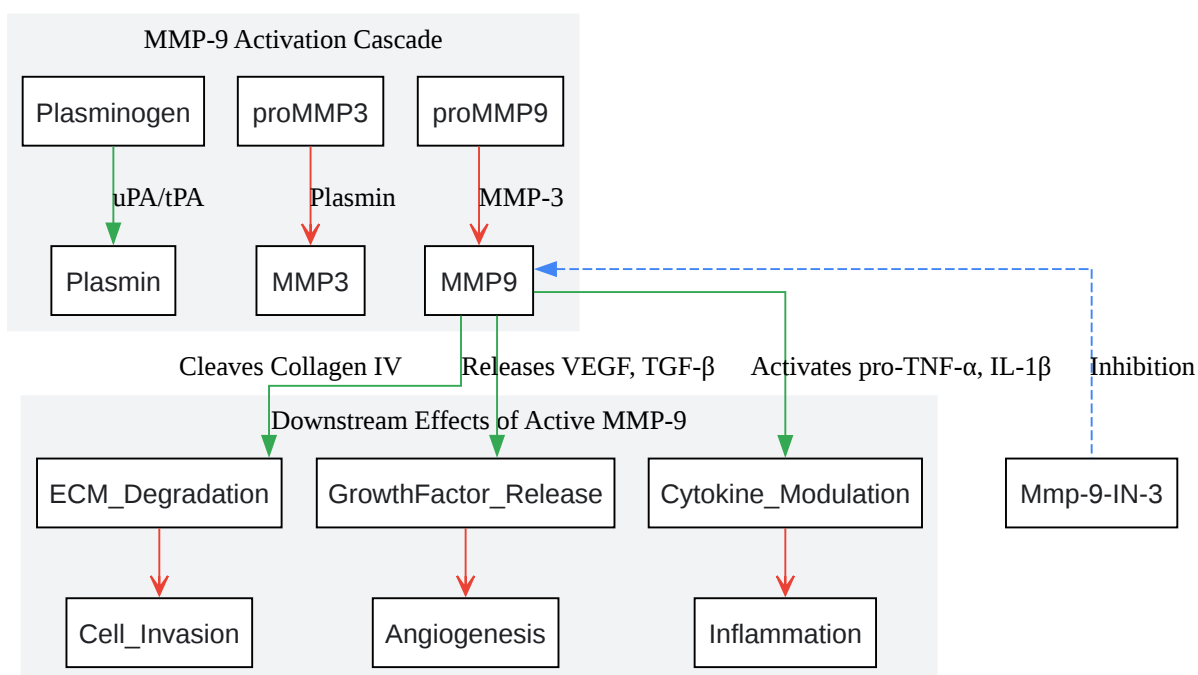 MMP-9 Activation Cascade
Plasminogen
proMMP3
proMMP9
uPA/tPA
Plasmin
MMP-3
Plasmin
MMP3
MMP9
Cleaves Collagen IV
Releases VEGF, TGF-β
Activates pro-TNF-α, IL-1β
Inhibition
Downstream Effects of Active MMP-9
ECM_Degradation
GrowthFactor_Release
Cytokine_Modulation
Mmp-9-IN-3
Cell_Invasion
Angiogenesis
Inflammation